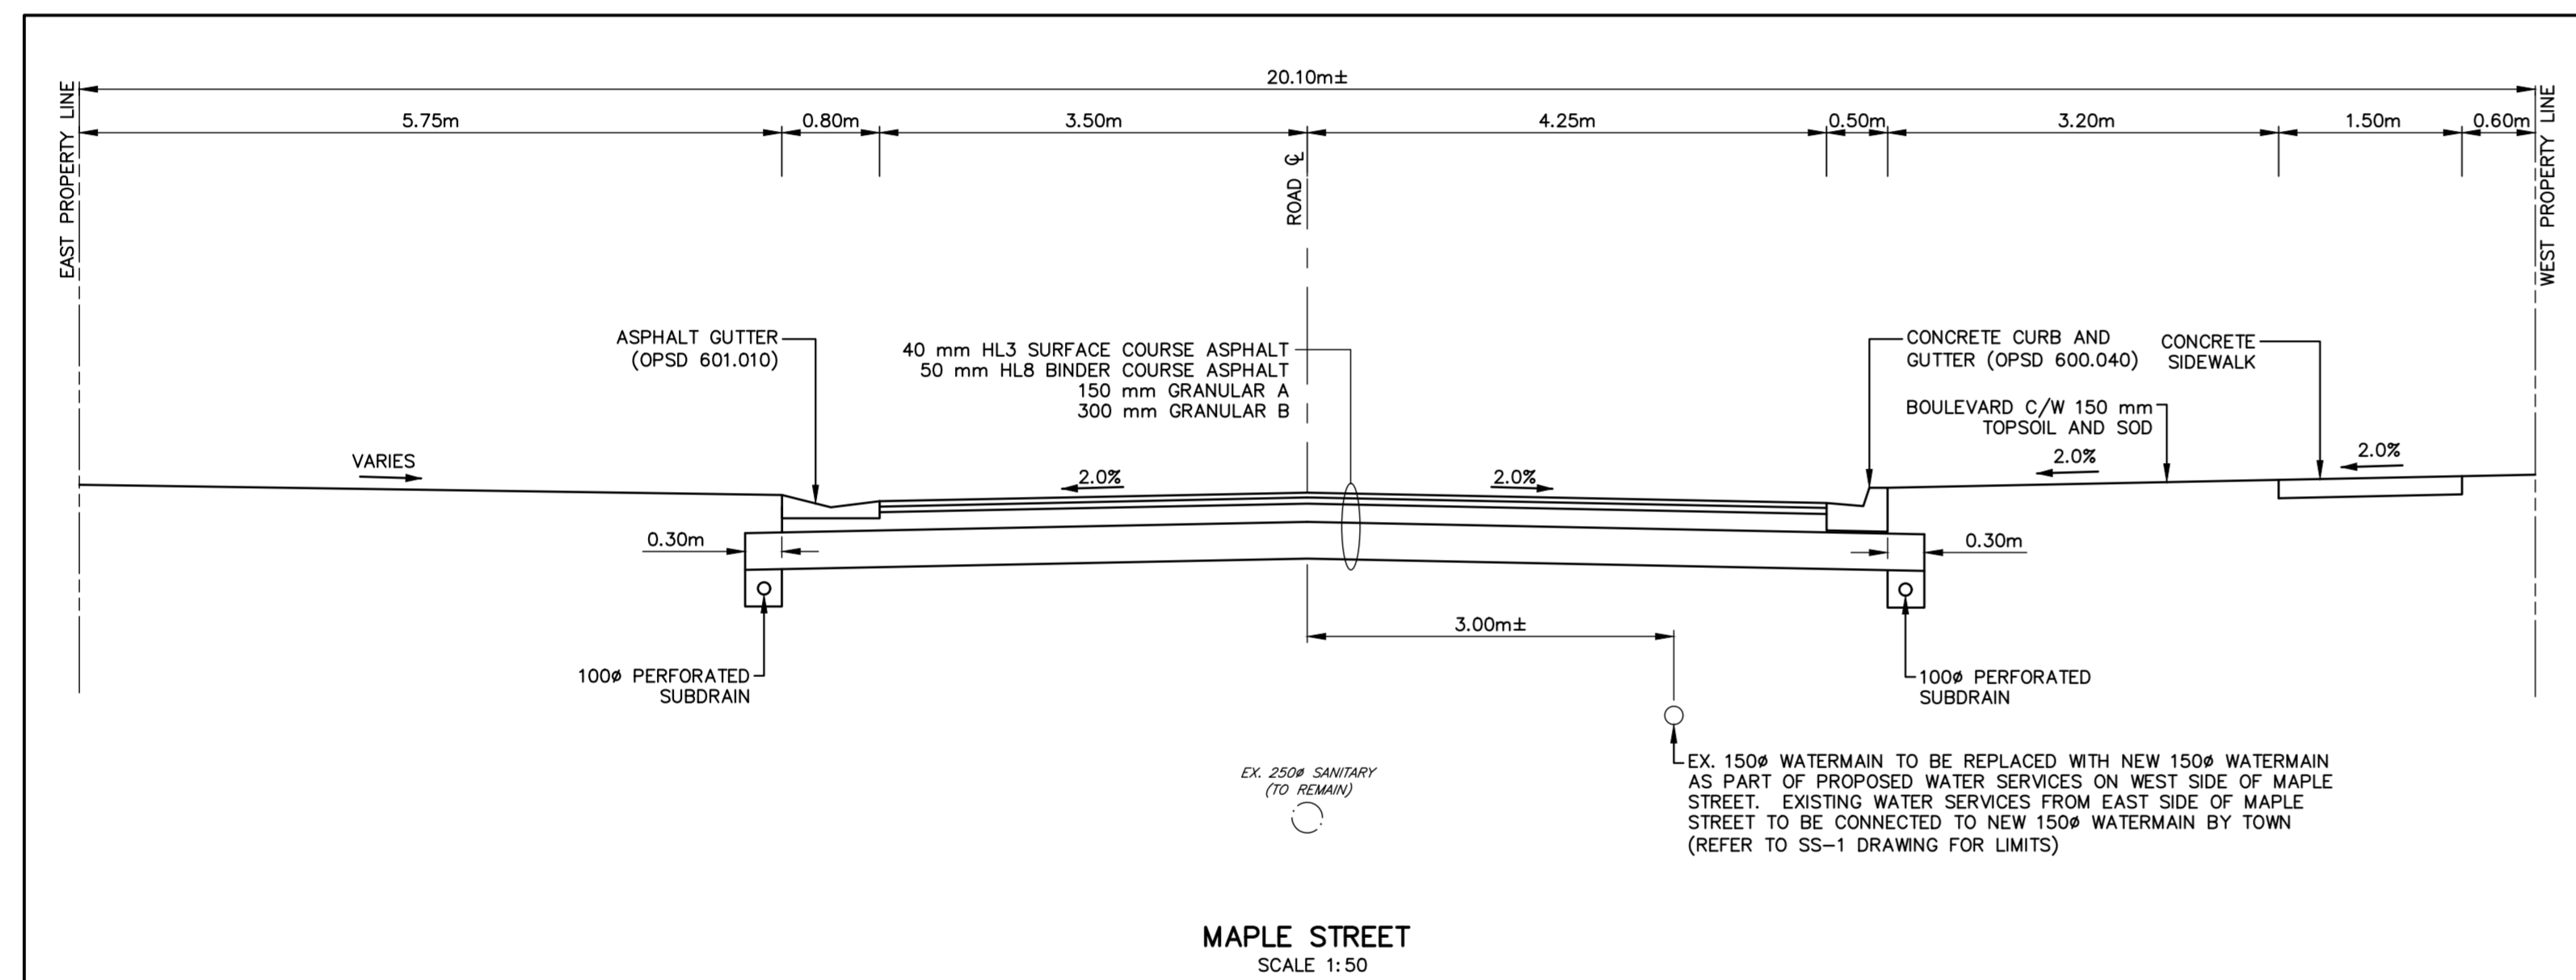 20.10m±
5.75m
0.80m
3.50m
4.25m
0.50m
3.20m
1.50m
0.60m
EAST PROPERTY LINE
ROAD ℄
WEST PROPERTY LINE
ASPHALT GUTTER
(OPSD 601.010)
40 mm HL3 SURFACE COURSE ASPHALT
50 mm HL8 BINDER COURSE ASPHALT
150 mm GRANULAR A
300 mm GRANULAR B
CONCRETE CURB AND
GUTTER (OPSD 600.040)
CONCRETE
SIDEWALK
BOULEVARD C/W 150 mm
TOPSOIL AND SOD
VARIES
2.0%
2.0%
2.0%
2.0%
0.30m
0.30m
3.00m±
100ø PERFORATED
SUBDRAIN
100ø PERFORATED
SUBDRAIN
EX. 250ø SANITARY
(TO REMAIN)
EX. 150ø WATERMAIN TO BE REPLACED WITH NEW 150ø WATERMAIN
AS PART OF PROPOSED WATER SERVICES ON WEST SIDE OF MAPLE
STREET. EXISTING WATER SERVICES FROM EAST SIDE OF MAPLE
STREET TO BE CONNECTED TO NEW 150ø WATERMAIN BY TOWN
(REFER TO SS-1 DRAWING FOR LIMITS)
MAPLE STREET
SCALE 1:50